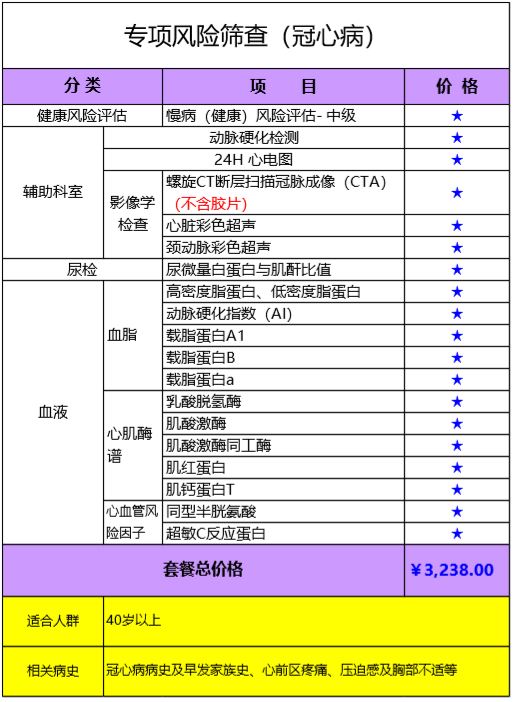 专项风险筛查（冠心病）
分 类 项 目 价 格
健康风险评估 慢病（健康）风险评估- 中级 ★
辅助科室 动脉硬化检测 ★
24H 心电图 ★
影像学检查 螺旋CT断层扫描冠脉成像（CTA）
（不含胶片） ★
心脏彩色超声 ★
颈动脉彩色超声 ★
尿检 尿微量白蛋白与肌酐比值 ★
血液 血脂 高密度脂蛋白、低密度脂蛋白 ★
动脉硬化指数（AI） ★
载脂蛋白A1 ★
载脂蛋白B ★
载脂蛋白a ★
心肌酶谱 乳酸脱氢酶 ★
肌酸激酶 ★
肌酸激酶同工酶 ★
肌红蛋白 ★
肌钙蛋白T ★
心血管风险因子 同型半胱氨酸 ★
超敏C反应蛋白 ★
套餐总价格 ￥3,238.00
适合人群 40岁以上
相关病史 冠心病病史及早发家族史、心前区疼痛、压迫感及胸部不适等